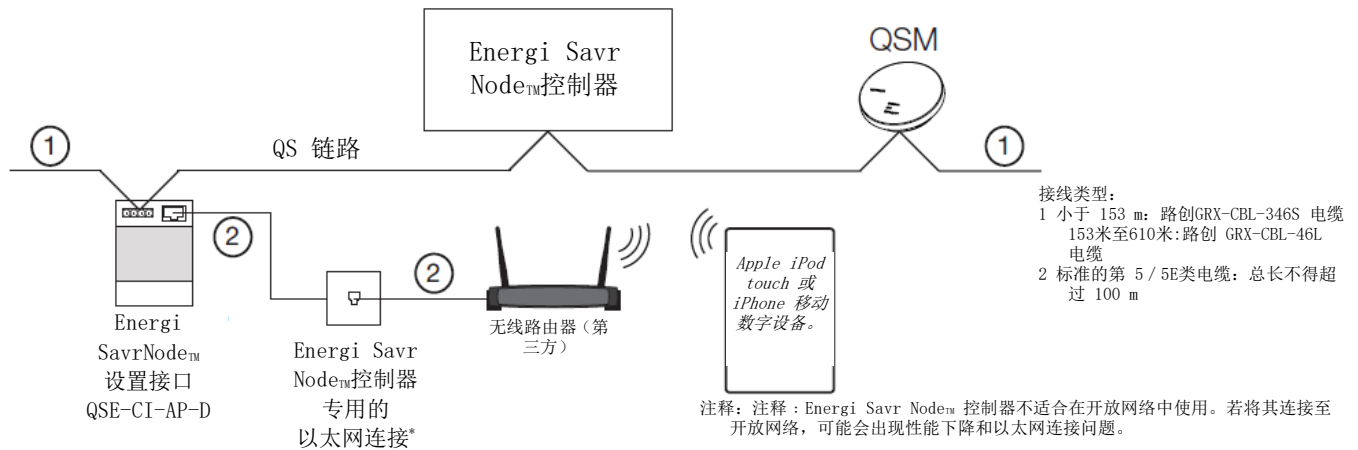 Energi Savr
Node™控制器
QSM
1
QS 链路
1
2
2
Energi
SavrNode™
设置接口
QSE-CI-AP-D
Energi Savr
Node™控制器
专用的
以太网连接*
无线路由器（第
三方）
Apple iPod
touch 或
iPhone 移动
数字设备。
接线类型：
1 小于 153 m：路创GRX-CBL-346S 电缆
153米至610米:路创 GRX-CBL-46L
电缆
2 标准的第 5／5E类电缆：总长不得超
过 100 m
注释：注释：Energi Savr Node™ 控制器不适合在开放网络中使用。若将其连接至
开放网络，可能会出现性能下降和以太网连接问题。